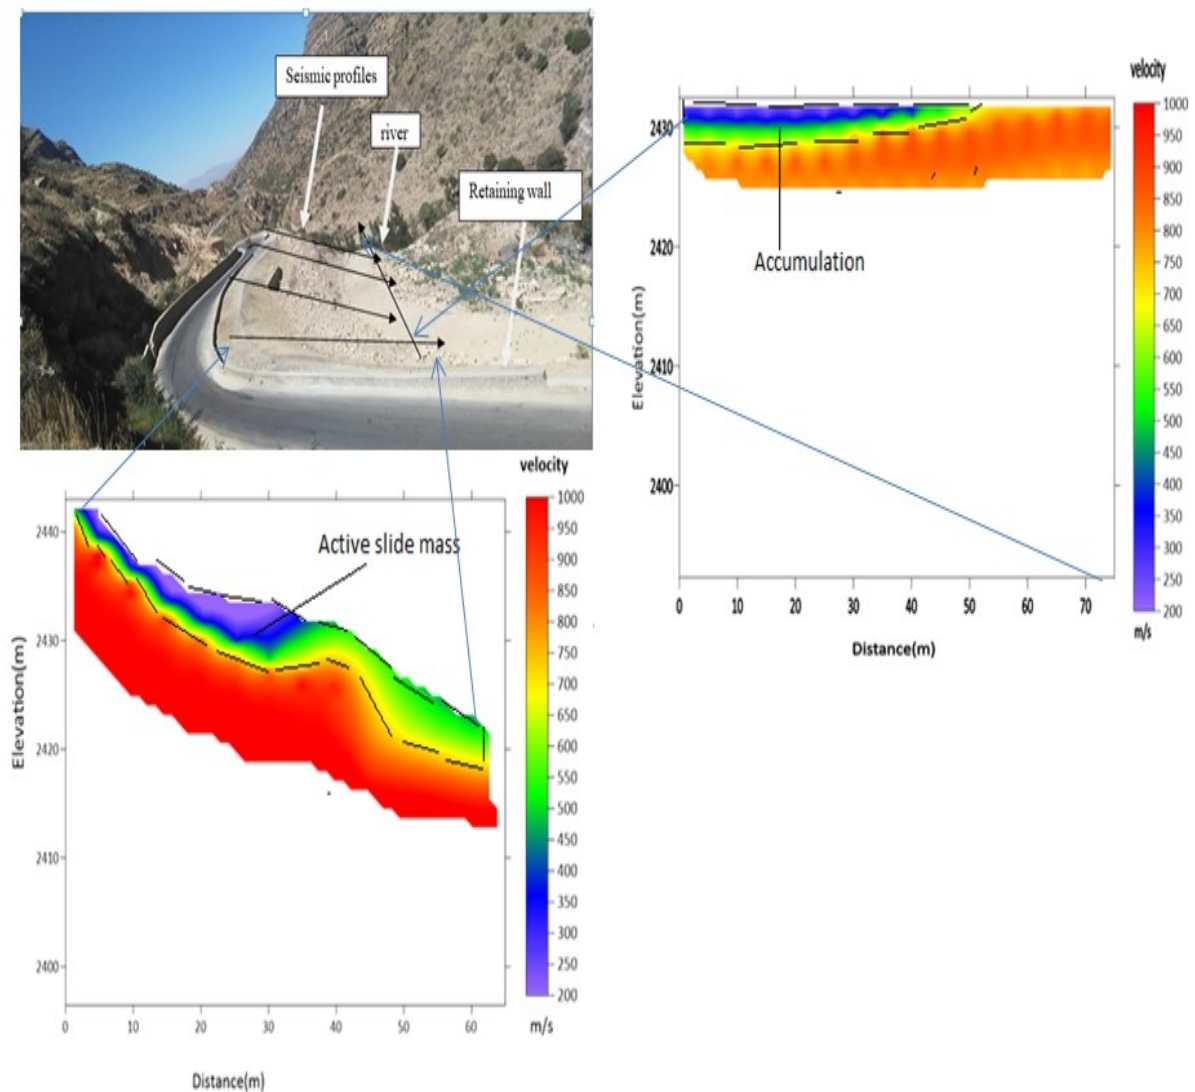 Seismic profiles
river
Retaining wall
velocity
1000
950
900
850
800
750
700
650
600
550
500
450
400
350
300
250
200
m/s
2430
2420
2410
2400
Elevation(m)
Accumulation
0 10 20 30 40 50 60 70
Distance(m)
velocity
1000
950
900
850
800
750
700
650
600
550
500
450
400
350
300
250
200
m/s
2440
2430
2420
2410
2400
Elevation(m)
Active slide mass
0 10 20 30 40 50 60
Distance(m)